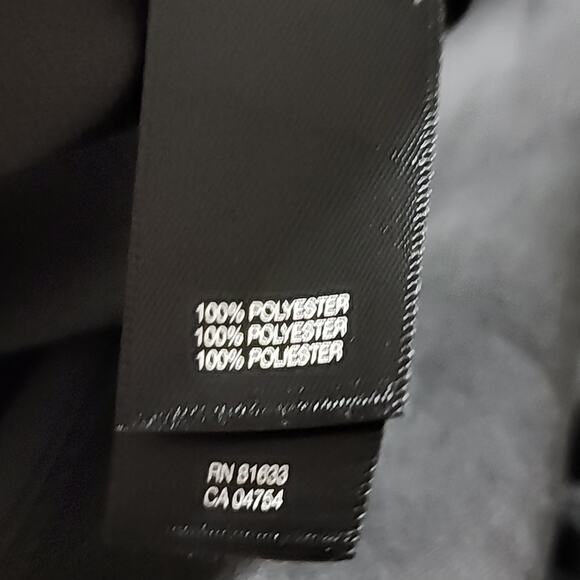 100% POLYESTER
100% POLYESTER
100% POLIESTER
RN 81633
CA 04754